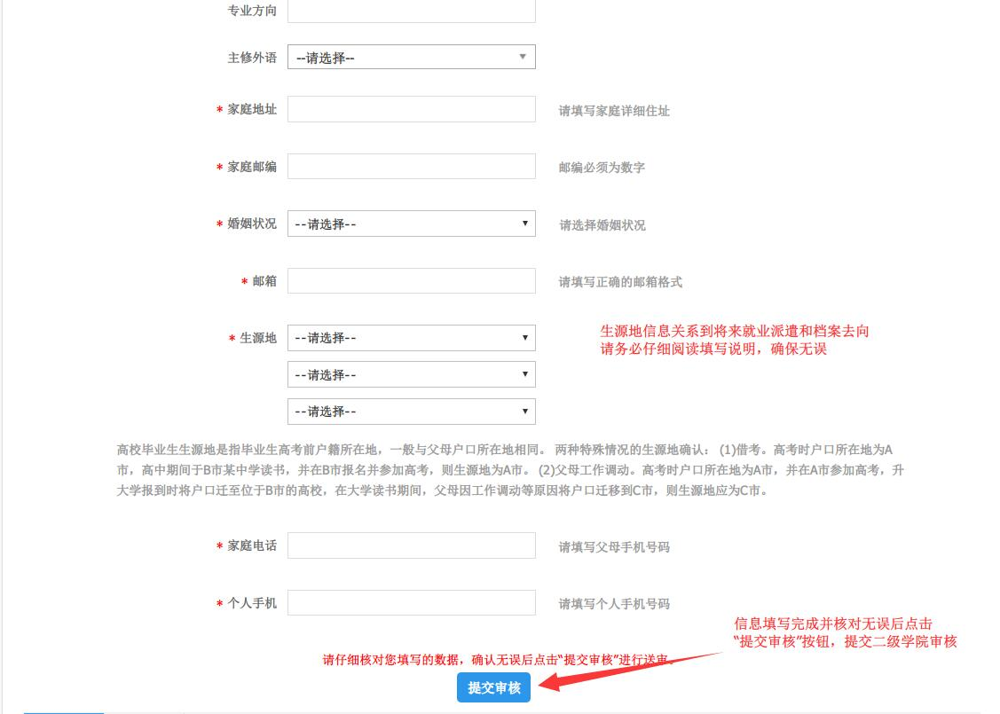 专业方向
主修外语 --请选择--
* 家庭地址 请填写家庭详细住址
* 家庭邮编 邮编必须为数字
* 婚姻状况 --请选择-- 请选择婚姻状况
* 邮箱 请填写正确的邮箱格式
* 生源地 --请选择--
生源地信息关系到将来就业派遣和档案去向
请务必仔细阅读填写说明，确保无误
--请选择--
--请选择--
高校毕业生生源地是指毕业生高考前户籍所在地，一般与父母户口所在地相同。 两种特殊情况的生源地确认： (1)借考。高考时户口所在地为A
市，高中期间于B市某中学读书，并在B市报名并参加高考，则生源地为A市。 (2)父母工作调动。高考时户口所在地为A市，并在A市参加高考，升
大学报到时将户口迁至位于B市的高校，在大学读书期间，父母因工作调动等原因将户口迁移到C市，则生源地应为C市。
* 家庭电话 请填写父母手机号码
* 个人手机 请填写个人手机号码
信息填写完成并核对无误后点击
“提交审核”按钮，提交二级学院审核
请仔细核对您填写的数据，确认无误后点击“提交审核”进行送审。
提交审核